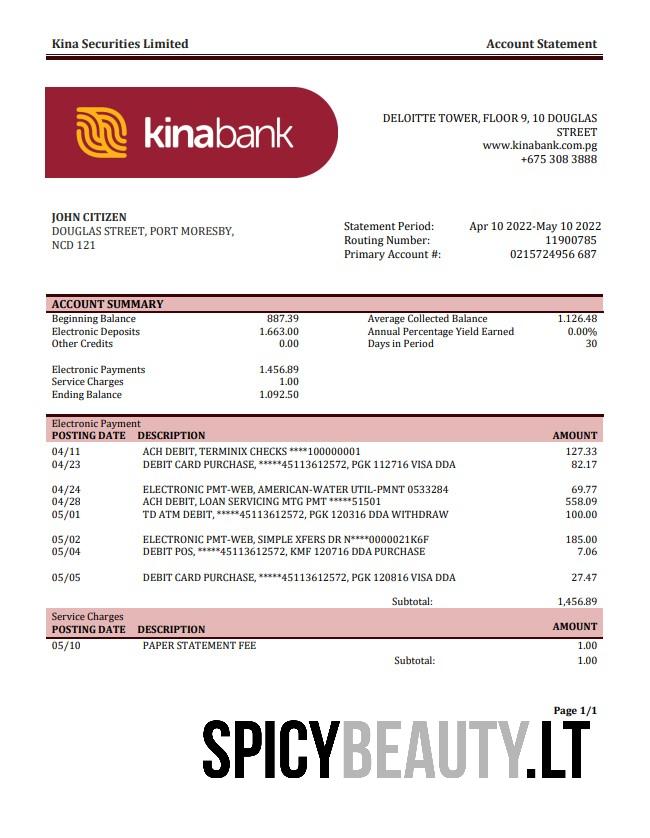 Kina Securities Limited Account Statement
kinabank
DELOITTE TOWER, FLOOR 9, 10 DOUGLAS
STREET
www.kinabank.com.pg
+675 308 3888
JOHN CITIZEN
DOUGLAS STREET, PORT MORESBY,
NCD 121
Statement Period: Apr 10 2022-May 10 2022
Routing Number: 11900785
Primary Account #: 0215724956 687
ACCOUNT SUMMARY
Beginning Balance 887.39 Average Collected Balance 1.126.48
Electronic Deposits 1.663.00 Annual Percentage Yield Earned 0.00%
Other Credits 0.00 Days in Period 30
Electronic Payments 1.456.89
Service Charges 1.00
Ending Balance 1.092.50
Electronic Payment
POSTING DATE DESCRIPTION AMOUNT
04/11 ACH DEBIT, TERMINIX CHECKS ****100000001 127.33
04/23 DEBIT CARD PURCHASE, *****45113612572, PGK 112716 VISA DDA 82.17
04/24 ELECTRONIC PMT-WEB, AMERICAN-WATER UTIL-PMNT 0533284 69.77
04/28 ACH DEBIT, LOAN SERVICING MTG PMT *****51501 558.09
05/01 TD ATM DEBIT, *****45113612572, PGK 120316 DDA WITHDRAW 100.00
05/02 ELECTRONIC PMT-WEB, SIMPLE XFERS DR N****0000021K6F 185.00
05/04 DEBIT POS, *****45113612572, KMF 120716 DDA PURCHASE 7.06
05/05 DEBIT CARD PURCHASE, *****45113612572, PGK 120816 VISA DDA 27.47
Subtotal: 1,456.89
Service Charges
POSTING DATE DESCRIPTION AMOUNT
05/10 PAPER STATEMENT FEE 1.00
Subtotal: 1.00
Page 1/1
SPICYBEAUTY.LT